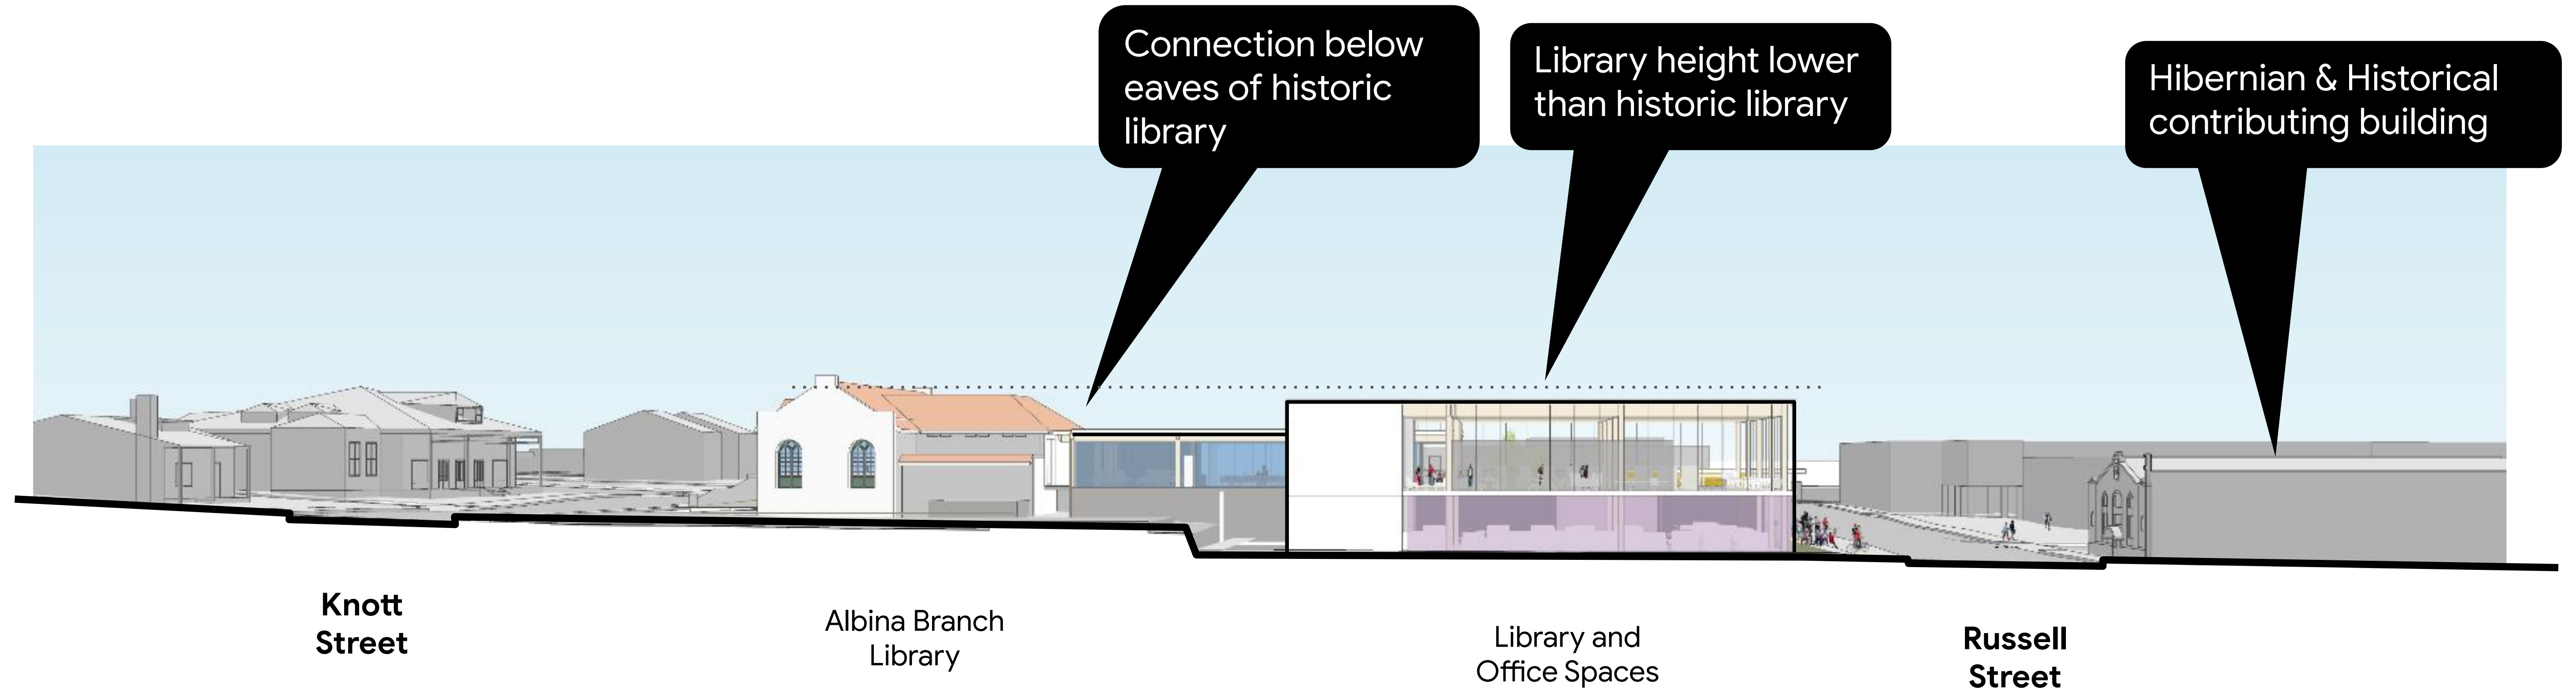 Connection below
eaves of historic
library
Library height lower
than historic library
Hibernian & Historical
contributing building
Knott
Street
Albina Branch
Library
Library and
Office Spaces
Russell
Street